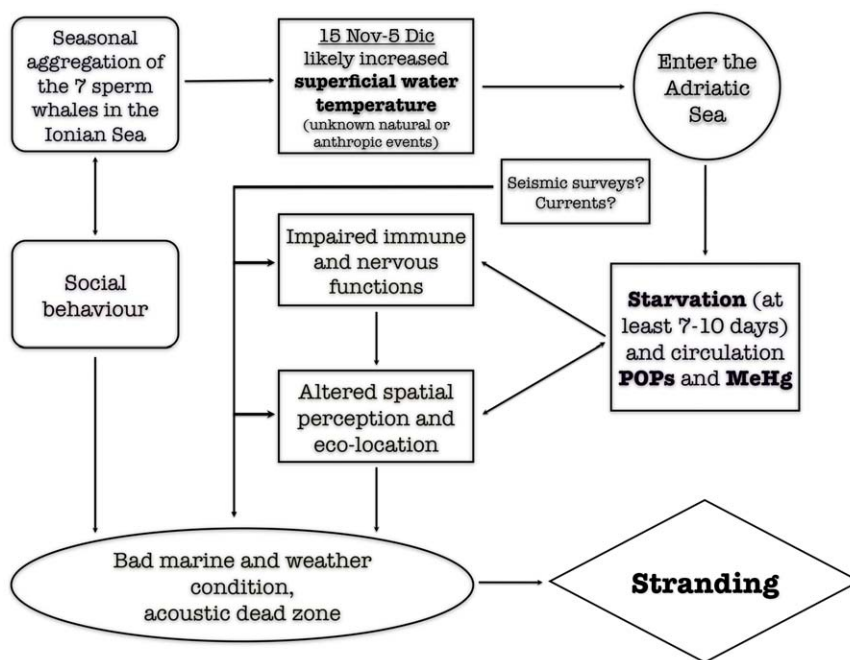 Seasonal
aggregation of
the 7 sperm
whales in the
Ionian Sea
15 Nov-5 Dic
likely increased
superficial water
temperature
(unknown natural or
anthropic events)
Enter the
Adriatic
Sea
Seismic surveys?
Currents?
Impaired immune
and nervous
functions
Social
behaviour
Starvation (at
least 7-10 days)
and circulation
POPs and MeHg
Altered spatial
perception and
eco-location
Bad marine and weather
condition,
acoustic dead zone
Stranding